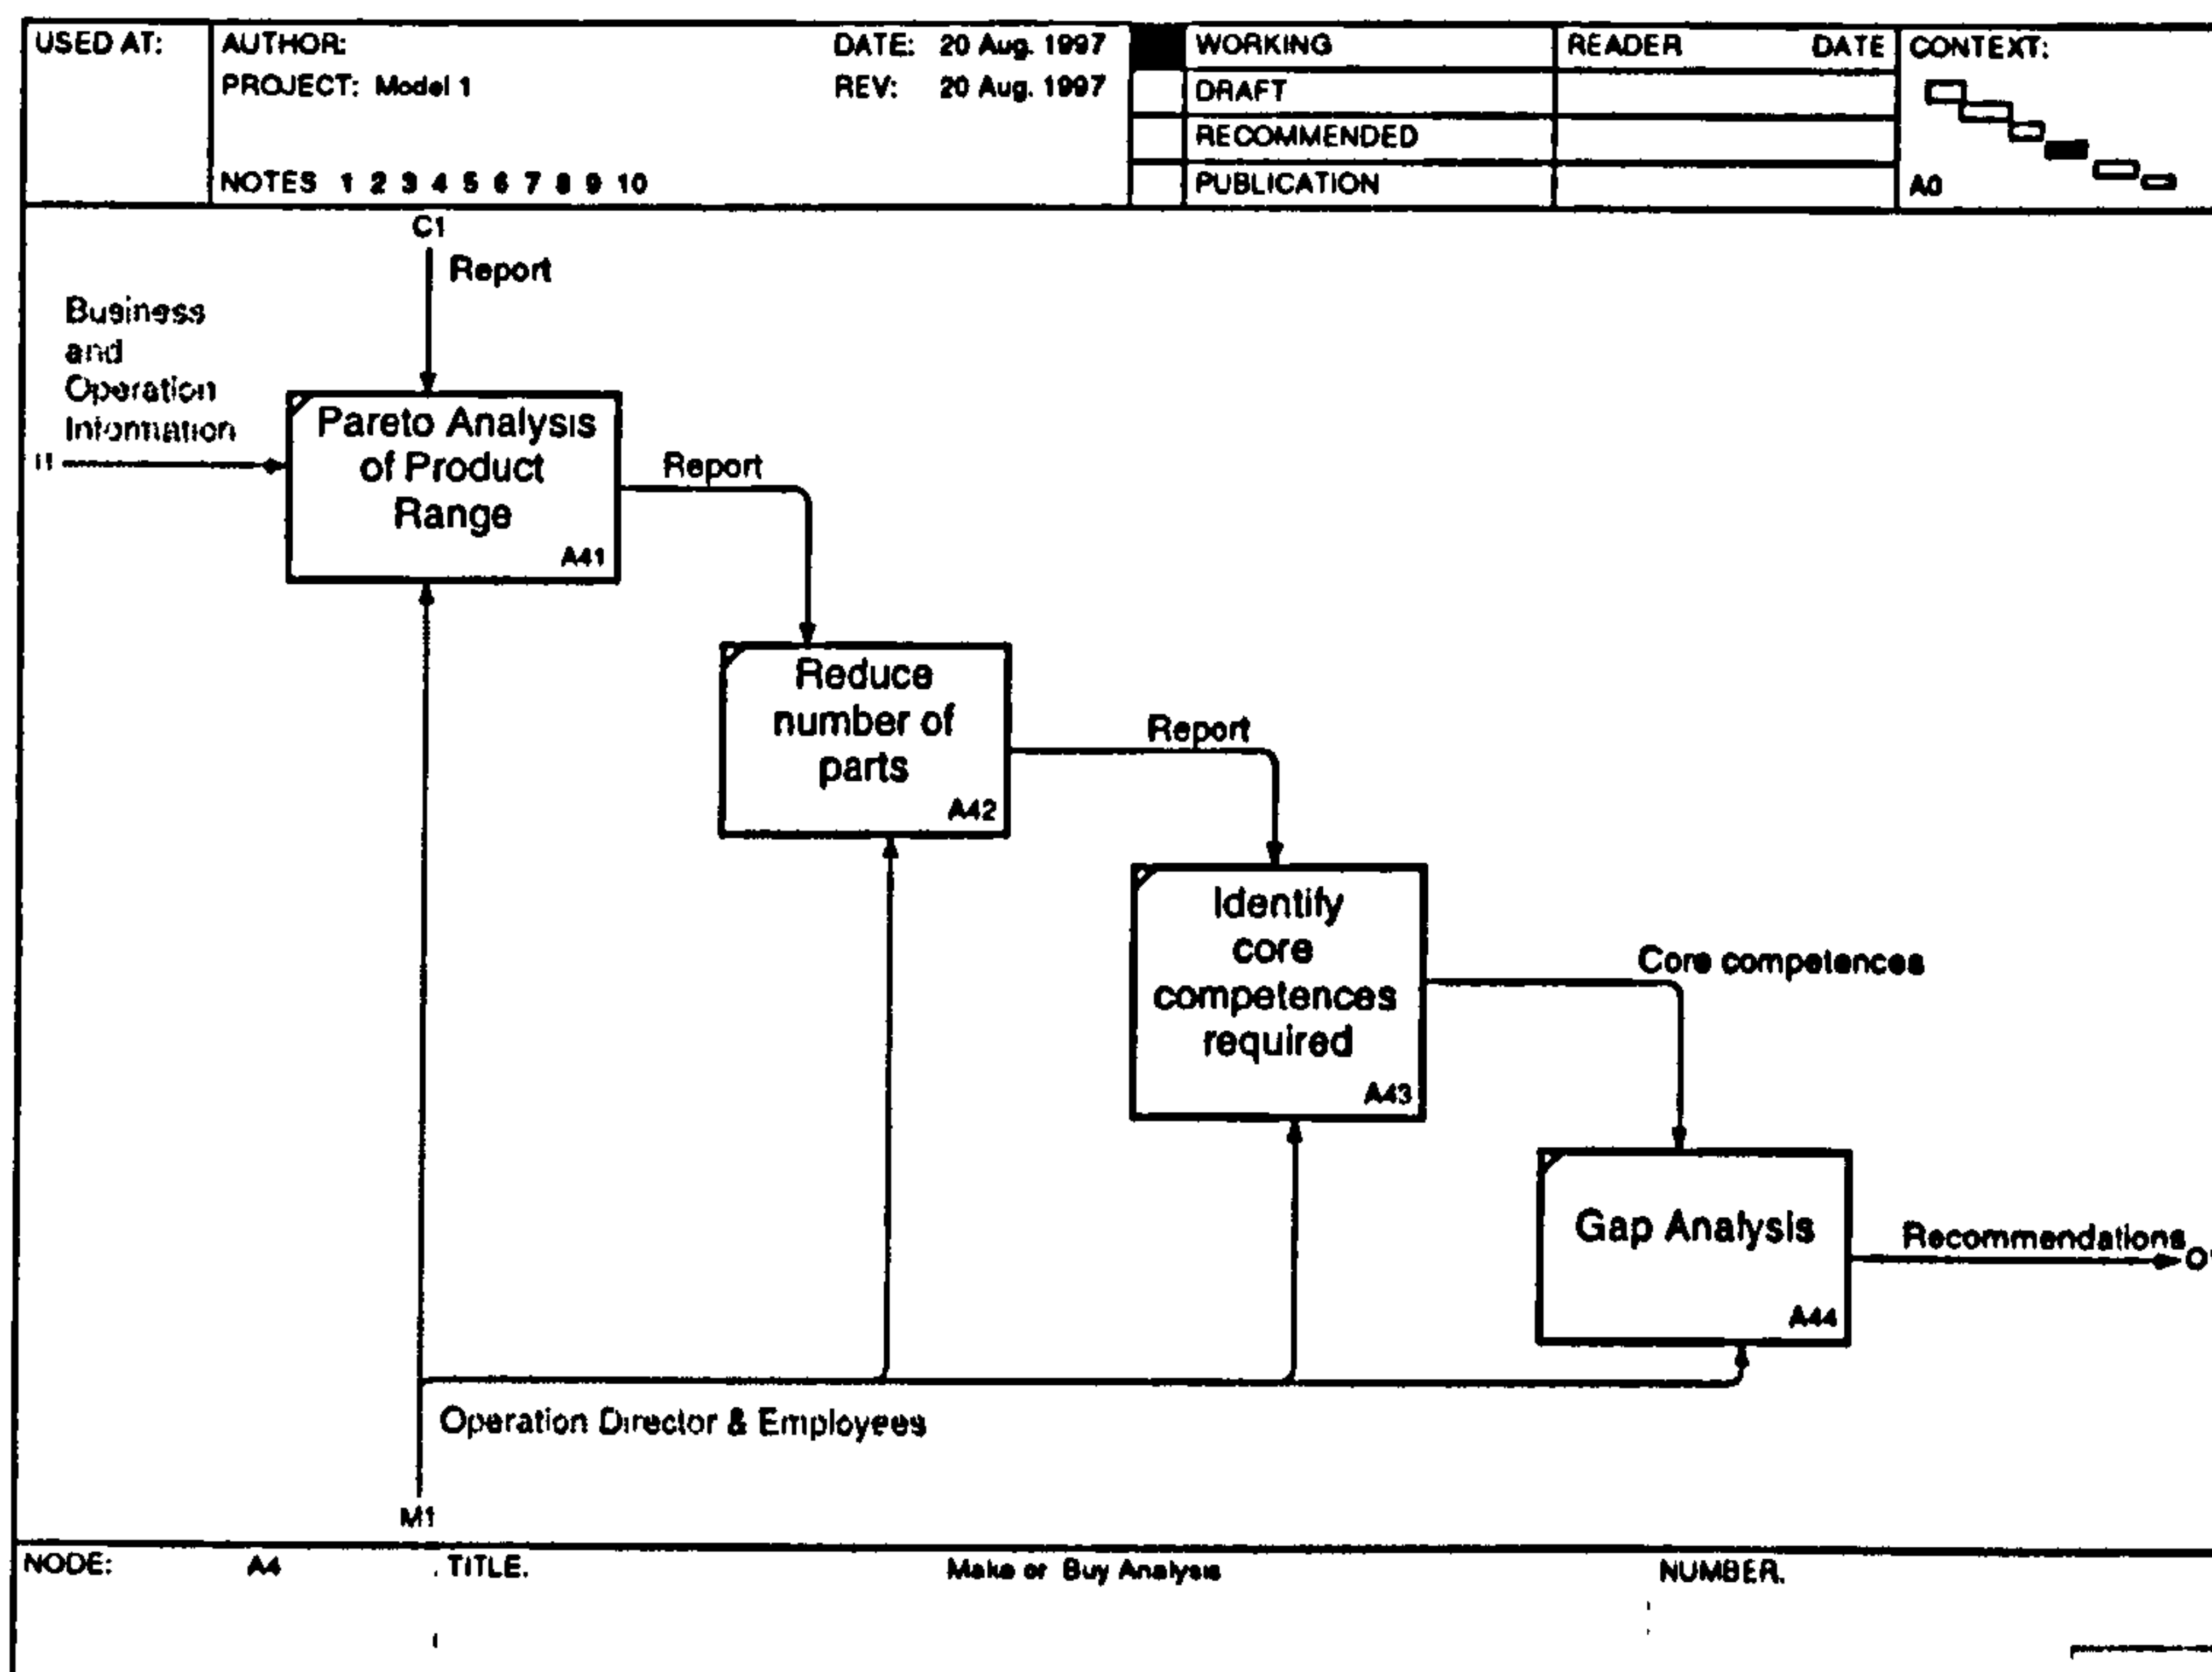 USED AT:
AUTHOR:
DATE: 20 Aug. 1997
PROJECT: Model 1
REV: 20 Aug. 1997
NOTES 1 2 3 4 5 6 7 8 9 10
WORKING
DRAFT
RECOMMENDED
PUBLICATION
READER DATE
CONTEXT:
A0
C1
Report
Business
and
Operation
Information
I1
Pareto Analysis
of Product
Range
A41
Report
Reduce
number of
parts
A42
Report
Identify
core
competences
required
A43
Core competences
Gap Analysis
A44
Recommendations
Operation Director & Employees
M1
NODE: A4
TITLE.
Make or Buy Analysis
NUMBER.